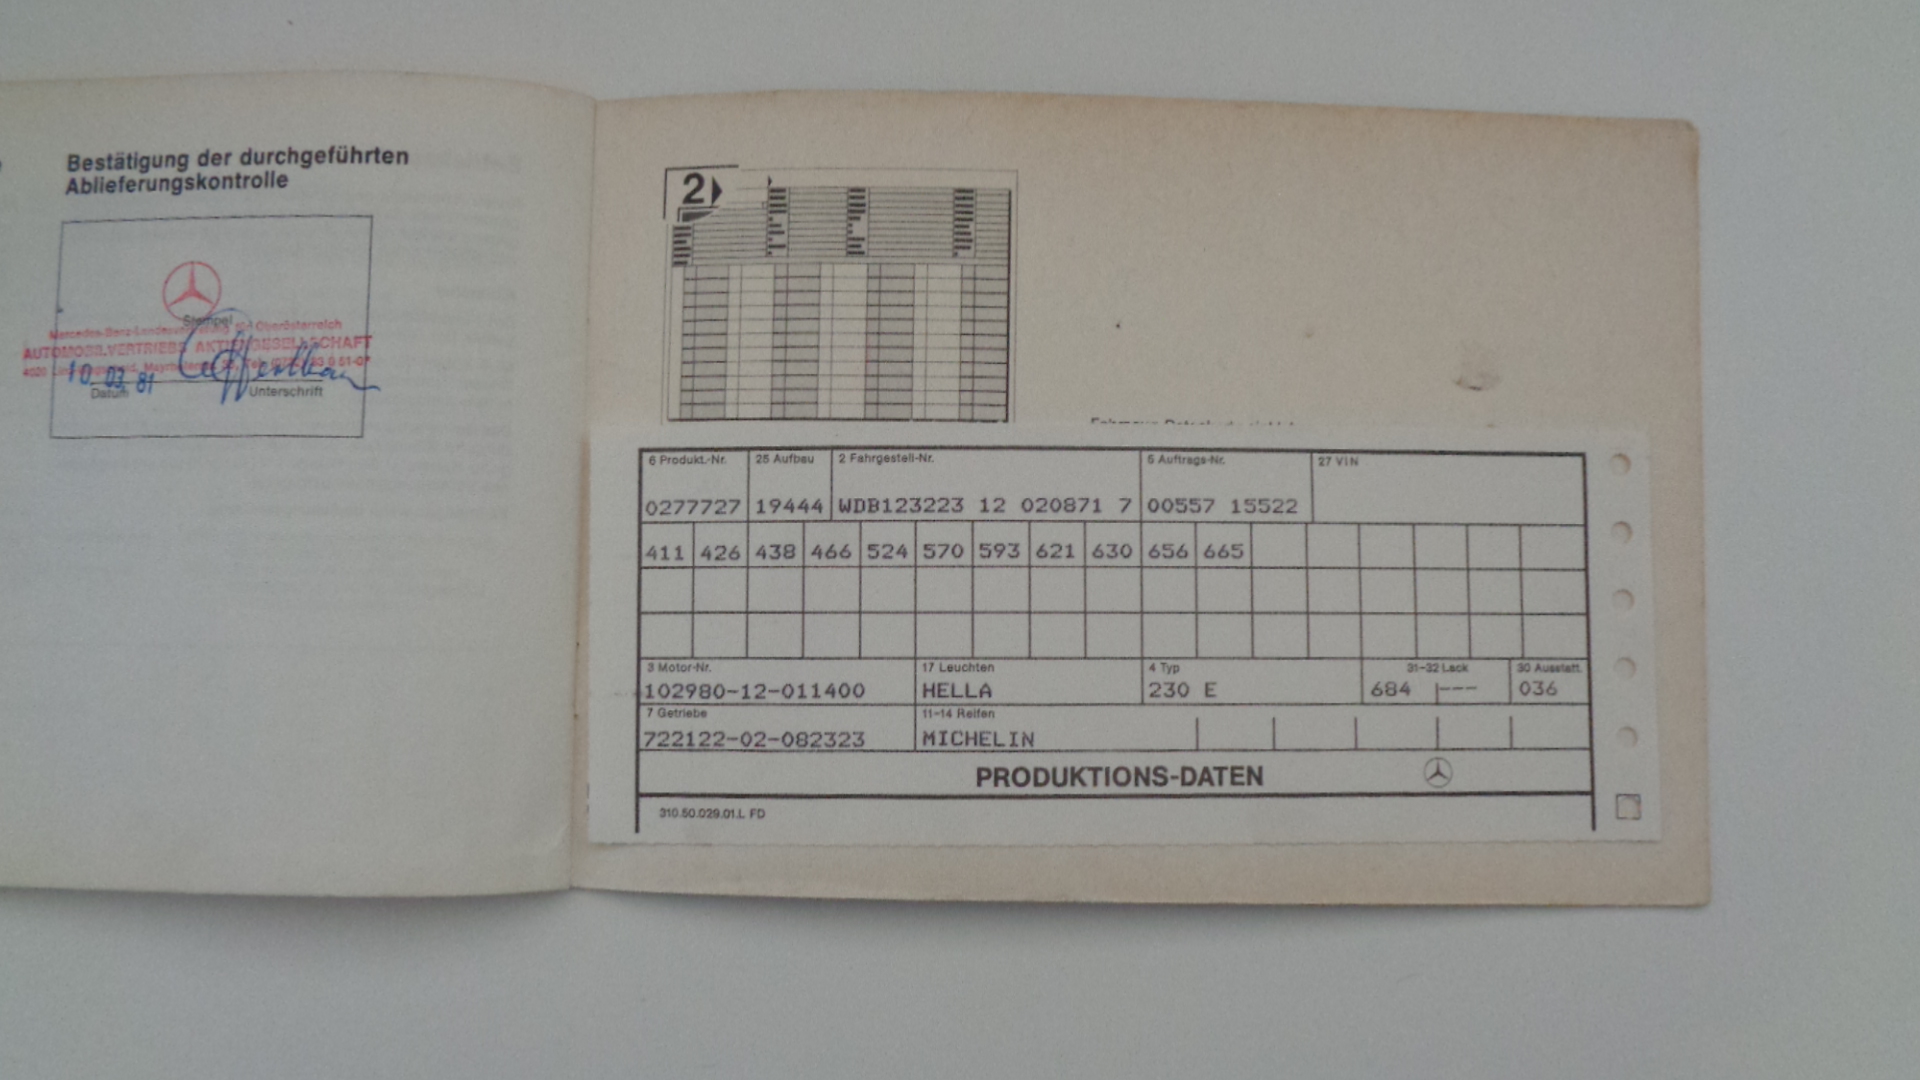 Bestätigung der durchgeführten
Ablieferungskontrolle
Stempel
Oberösterreich
AUTOMOBILVERTRIEBS AKTIENGESELLSCHAFT
10. 03. 81
Datum
Unterschrift
2
6 Produkt.-Nr. 25 Aufbau 2 Fahrgestell-Nr. 5 Auftrags-Nr. 27 VIN
0277727 19444 WDB123223 12 020871 7 00557 15522
411 426 438 466 524 570 593 621 630 656 665
3 Motor-Nr. 17 Leuchten 4 Typ 31-32 Lack 30 Ausstatt.
102980-12-011400 HELLA 230 E 684 --- 036
7 Getriebe 11-14 Reifen
722122-02-082323 MICHELIN
PRODUKTIONS-DATEN
310.50.029.01.L FD